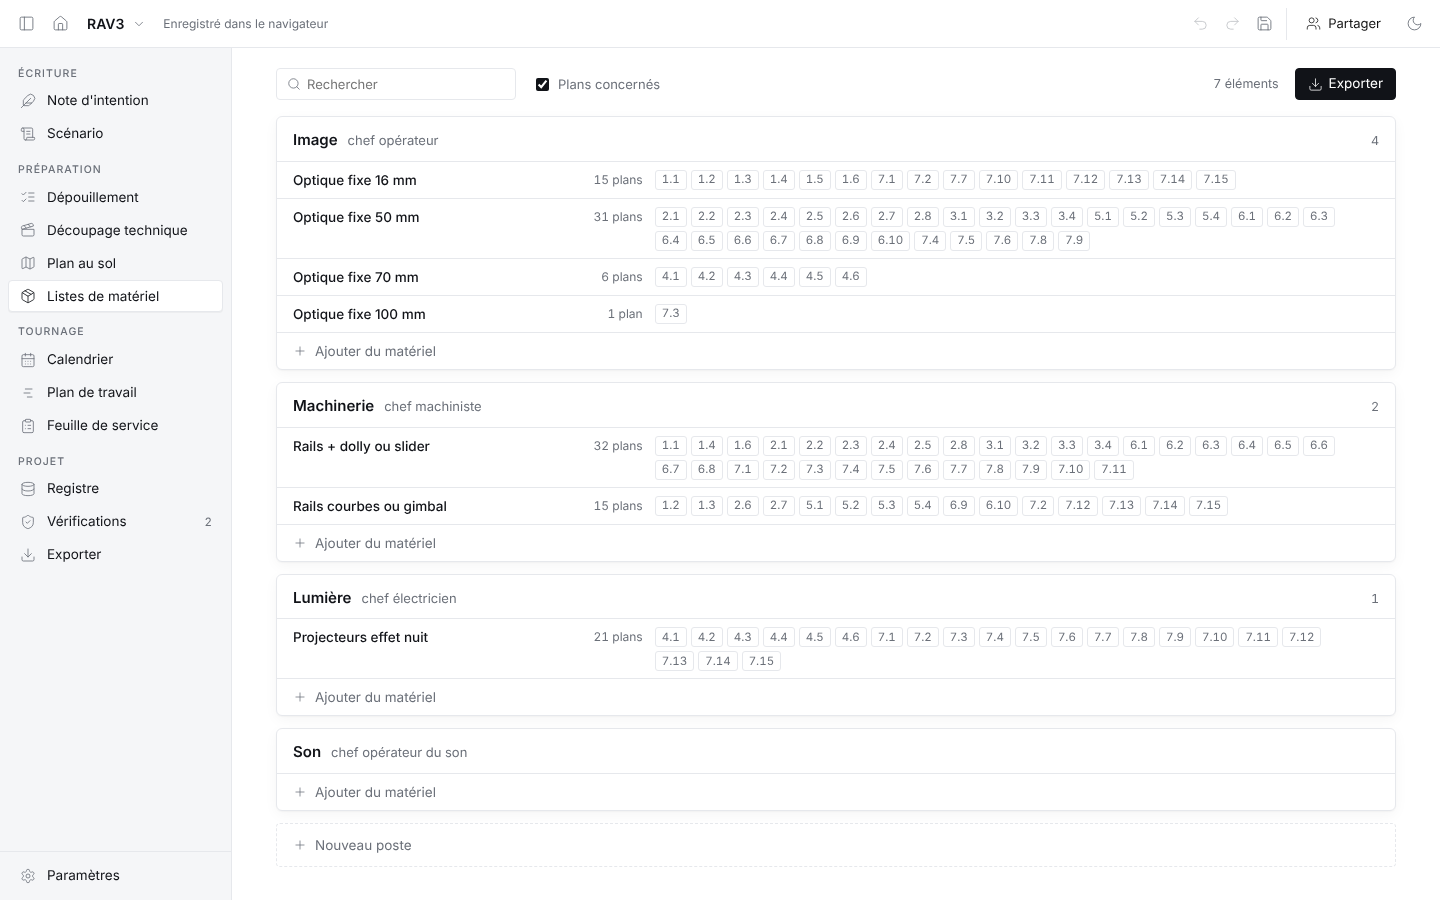 RAV3 Enregistré dans le navigateur Partager
ÉCRITURE
Note d'intention
Scénario
PRÉPARATION
Dépouillement
Découpage technique
Plan au sol
Listes de matériel
TOURNAGE
Calendrier
Plan de travail
Feuille de service
PROJET
Registre
Vérifications 2
Exporter
Paramètres
Rechercher Plans concernés 7 éléments Exporter
Image chef opérateur 4
Optique fixe 16 mm 15 plans 1.1 1.2 1.3 1.4 1.5 1.6 7.1 7.2 7.7 7.10 7.11 7.12 7.13 7.14 7.15
Optique fixe 50 mm 31 plans 2.1 2.2 2.3 2.4 2.5 2.6 2.7 2.8 3.1 3.2 3.3 3.4 5.1 5.2 5.3 5.4 6.1 6.2 6.3
6.4 6.5 6.6 6.7 6.8 6.9 6.10 7.4 7.5 7.6 7.8 7.9
Optique fixe 70 mm 6 plans 4.1 4.2 4.3 4.4 4.5 4.6
Optique fixe 100 mm 1 plan 7.3
+ Ajouter du matériel
Machinerie chef machiniste 2
Rails + dolly ou slider 32 plans 1.1 1.4 1.6 2.1 2.2 2.3 2.4 2.5 2.8 3.1 3.2 3.3 3.4 6.1 6.2 6.3 6.4 6.5 6.6
6.7 6.8 7.1 7.2 7.3 7.4 7.5 7.6 7.7 7.8 7.9 7.10 7.11
Rails courbes ou gimbal 15 plans 1.2 1.3 2.6 2.7 5.1 5.2 5.3 5.4 6.9 6.10 7.2 7.12 7.13 7.14 7.15
+ Ajouter du matériel
Lumière chef électricien 1
Projecteurs effet nuit 21 plans 4.1 4.2 4.3 4.4 4.5 4.6 7.1 7.2 7.3 7.4 7.5 7.6 7.7 7.8 7.9 7.10 7.11 7.12
7.13 7.14 7.15
+ Ajouter du matériel
Son chef opérateur du son
+ Ajouter du matériel
+ Nouveau poste